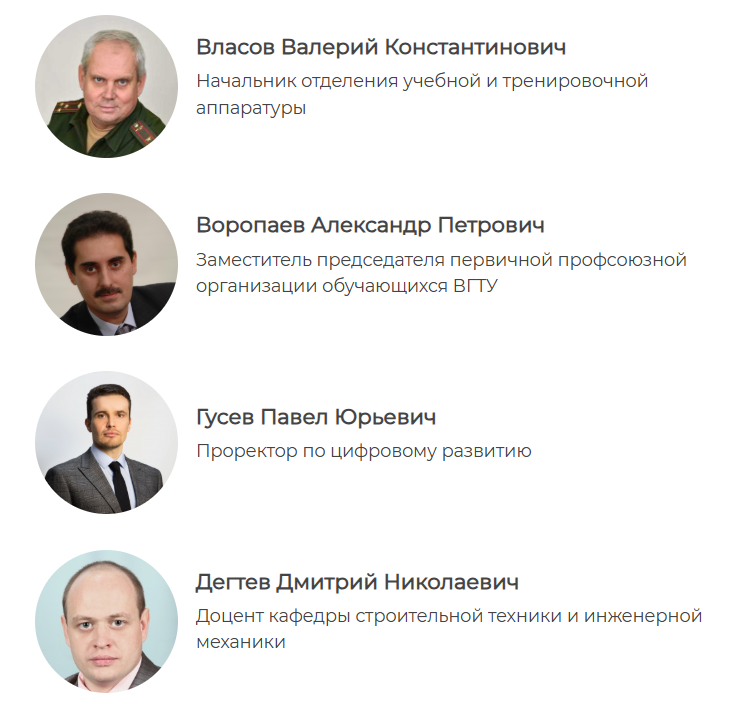 Власов Валерий Константинович
Начальник отделения учебной и тренировочной
аппаратуры
Воропаев Александр Петрович
Заместитель председателя первичной профсоюзной
организации обучающихся ВГТУ
Гусев Павел Юрьевич
Проректор по цифровому развитию
Дегтев Дмитрий Николаевич
Доцент кафедры строительной техники и инженерной
механики